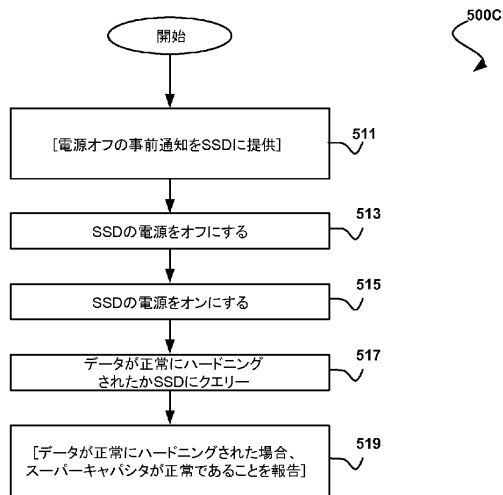 500C
開始
[電源オフの事前通知をSSDに提供]
511
SSDの電源をオフにする
513
SSDの電源をオンにする
515
データが正常にハードニング
されたかSSDにクエリー
517
[データが正常にハードニングされた場合、
スーパーキャパシタが正常であることを報告]
519